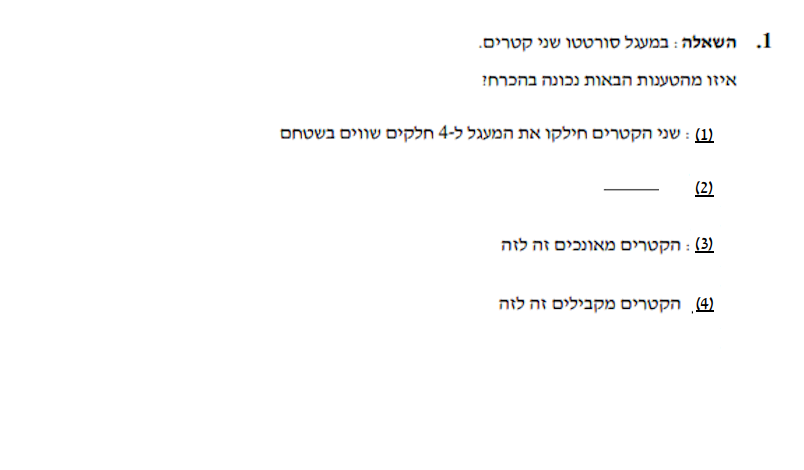 1. השאלה : במעגל סורטטו שני קטרים.
איזו מהטענות הבאות נכונה בהכרח?
(1) : שני הקטרים חילקו את המעגל ל-4 חלקים שווים בשטחם
(2) ______
(3) : הקטרים מאונכים זה לזה
(4) . הקטרים מקבילים זה לזה